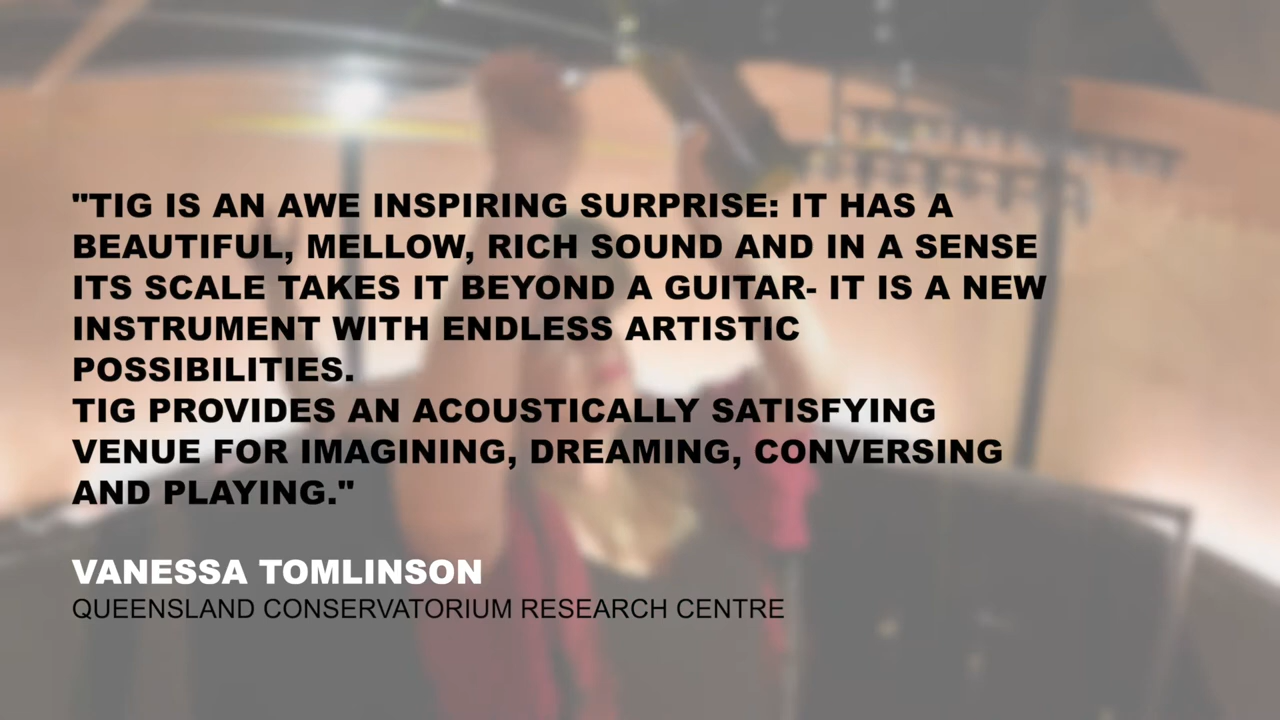 "TIG IS AN AWE INSPIRING SURPRISE: IT HAS A
BEAUTIFUL, MELLOW, RICH SOUND AND IN A SENSE
ITS SCALE TAKES IT BEYOND A GUITAR- IT IS A NEW
INSTRUMENT WITH ENDLESS ARTISTIC
POSSIBILITIES.
TIG PROVIDES AN ACOUSTICALLY SATISFYING
VENUE FOR IMAGINING, DREAMING, CONVERSING
AND PLAYING."
VANESSA TOMLINSON
QUEENSLAND CONSERVATORIUM RESEARCH CENTRE